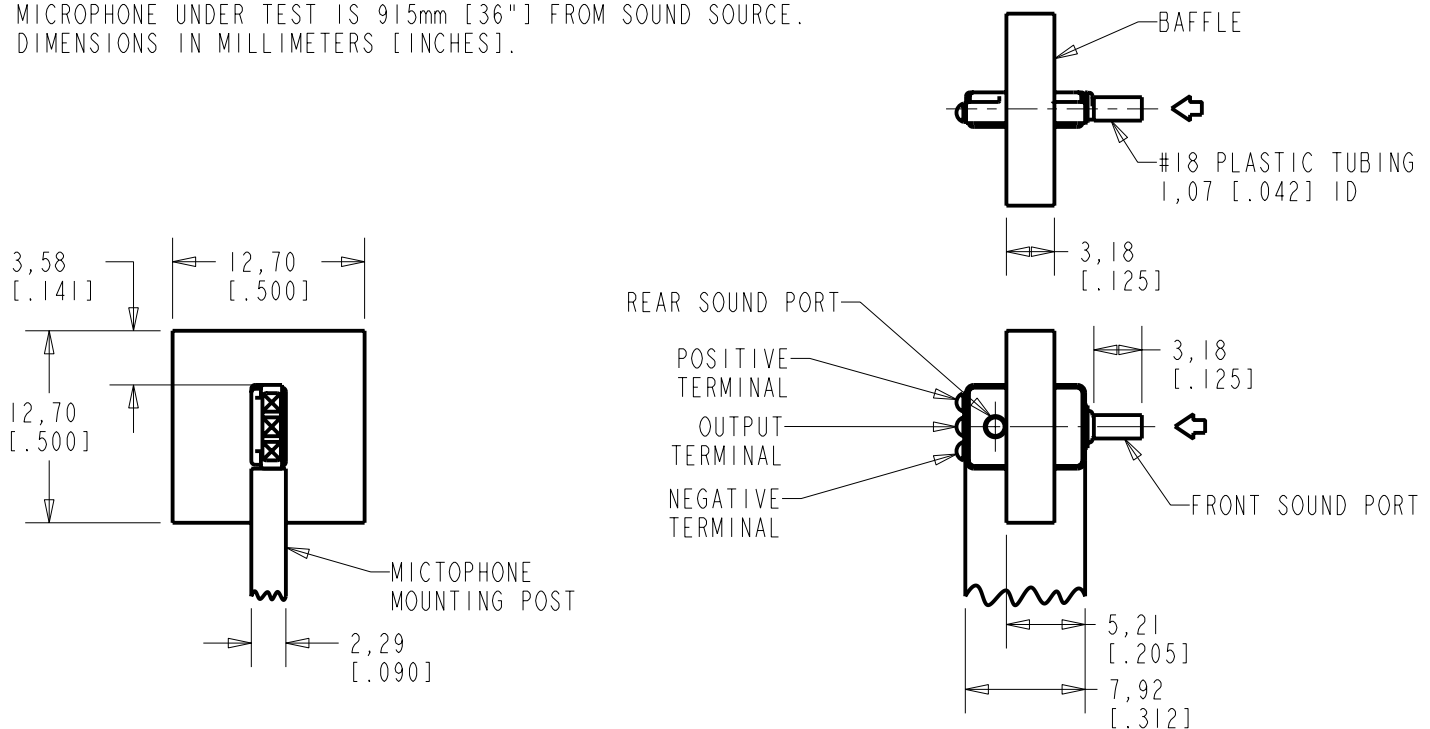 MICROPHONE UNDER TEST IS 915mm [36"] FROM SOUND SOURCE.
DIMENSIONS IN MILLIMETERS [INCHES].
BAFFLE
#18 PLASTIC TUBING
1,07 [.042] ID
3,18
[.125]
3,58
[.141]
12,70
[.500]
12,70
[.500]
MICTOPHONE
MOUNTING POST
2,29
[.090]
REAR SOUND PORT
POSITIVE
TERMINAL
OUTPUT
TERMINAL
NEGATIVE
TERMINAL
3,18
[.125]
FRONT SOUND PORT
5,21
[.205]
7,92
[.312]